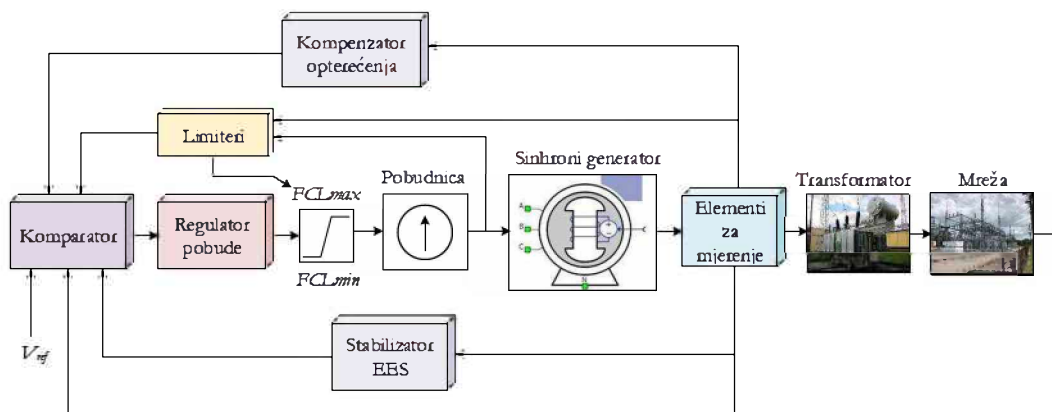 Kompenzator
opterećenja
Limiteri
Sinhroni generator
FCLmax
Pobudnica
Transformator
Mreža
Komparator
Regulator
pobude
Elementi
za
mjerenje
A
B
C
N
FCLmin
Vref
Stabilizator
EES